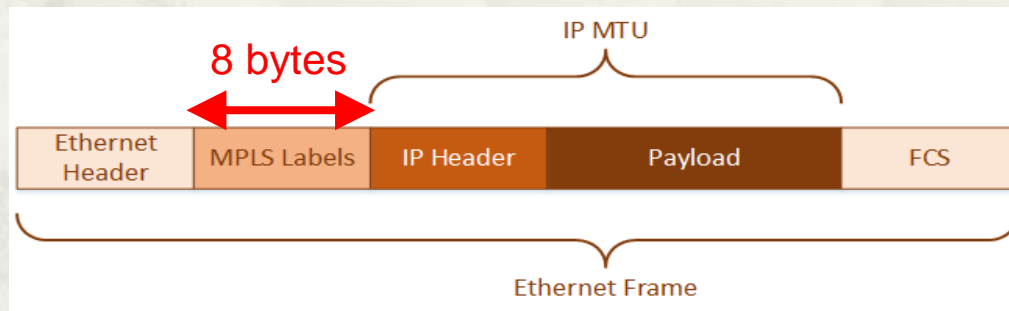 IP MTU
8 bytes
Ethernet
Header
MPLS Labels
IP Header
Payload
FCS
Ethernet Frame